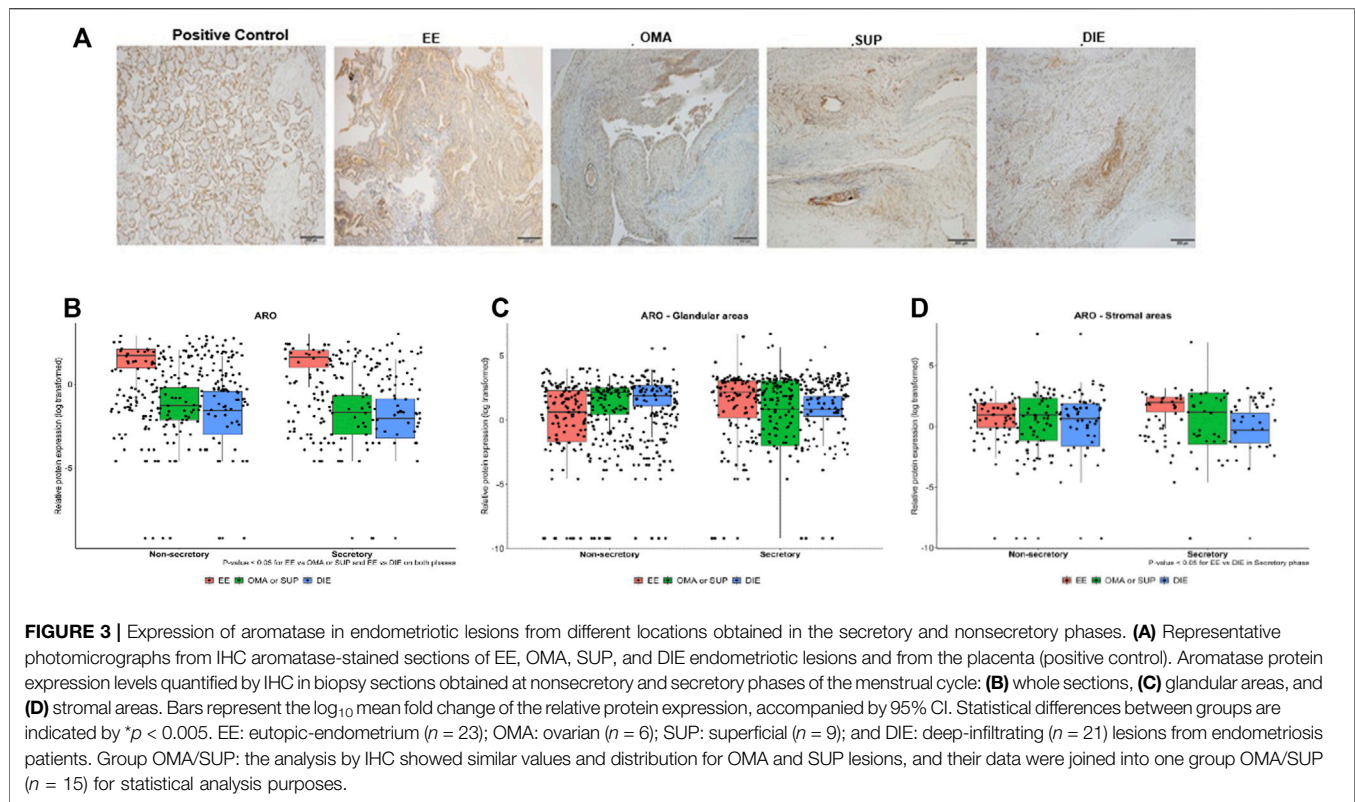 A
Positive Control
EE
OMA
SUP
DIE
B
ARO
Relative protein expression (log transformed)
0
-5
Non-secretory
Secretory
P-value < 0.05 for EE vs OMA or SUP and EE vs DIE on both phases
EE OMA or SUP DIE
C
ARO - Glandular areas
Relative protein expression (log transformed)
5
0
-5
-10
Non-secretory
Secretory
EE OMA or SUP DIE
D
ARO - Stromal areas
Relative protein expression (log transformed)
5
0
-5
-10
Non-secretory
Secretory
P-value < 0.05 for EE vs DIE in Secretory phase
EE OMA or SUP DIE
FIGURE 3 | Expression of aromatase in endometriotic lesions from different locations obtained in the secretory and nonsecretory phases. (A) Representative
photomicrographs from IHC aromatase-stained sections of EE, OMA, SUP, and DIE endometriotic lesions and from the placenta (positive control). Aromatase protein
expression levels quantified by IHC in biopsy sections obtained at nonsecretory and secretory phases of the menstrual cycle: (B) whole sections, (C) glandular areas, and
(D) stromal areas. Bars represent the log₁₀ mean fold change of the relative protein expression, accompanied by 95% CI. Statistical differences between groups are
indicated by *p < 0.005. EE: eutopic-endometrium (n = 23); OMA: ovarian (n = 6); SUP: superficial (n = 9); and DIE: deep-infiltrating (n = 21) lesions from endometriosis
patients. Group OMA/SUP: the analysis by IHC showed similar values and distribution for OMA and SUP lesions, and their data were joined into one group OMA/SUP
(n = 15) for statistical analysis purposes.